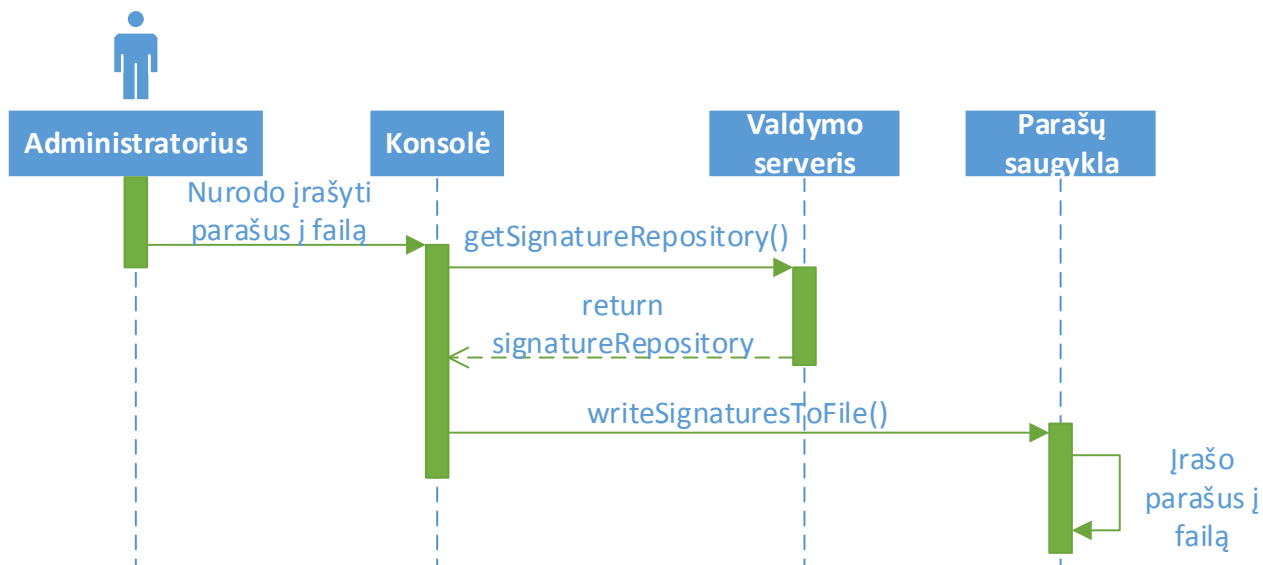 Administratorius
Konsolė
Valdymo
serveris
Parašų
saugykla
Nurodo įrašyti
parašus į failą
getSignatureRepository()
return
signatureRepository
writeSignaturesToFile()
Įrašo
parašus į
failą